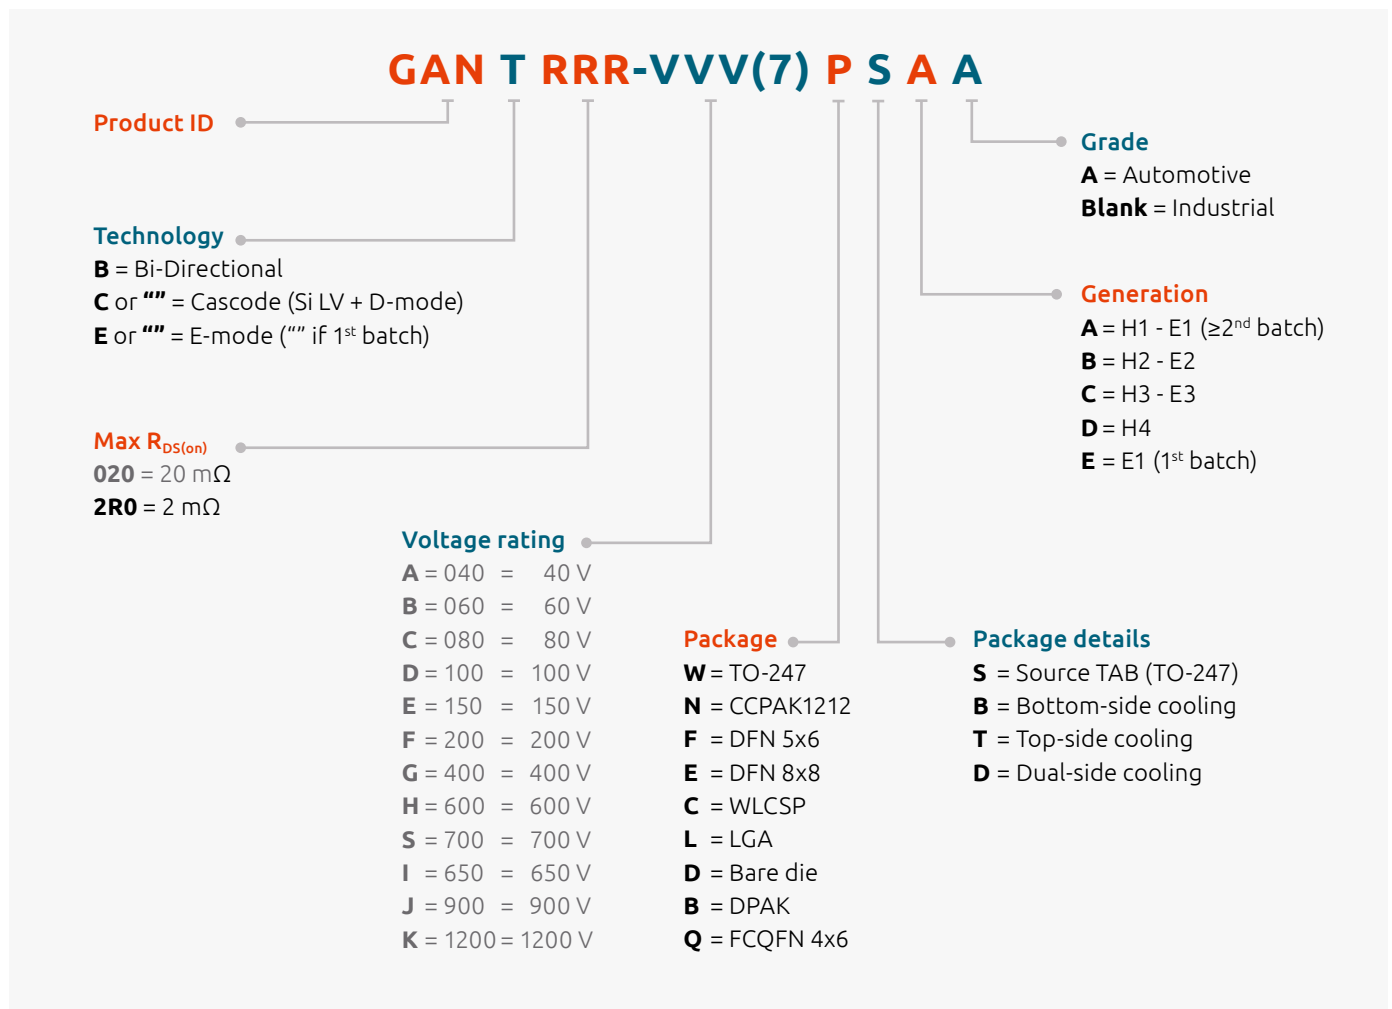 GAN T RRR-VVV(7) P S A A
Product ID
Technology
B = Bi-Directional
C or “” = Cascode (Si LV + D-mode)
E or “” = E-mode (“” if 1st batch)
Max RDS(on)
020 = 20 mΩ
2R0 = 2 mΩ
Voltage rating
A = 040 = 40 V
B = 060 = 60 V
C = 080 = 80 V
D = 100 = 100 V
E = 150 = 150 V
F = 200 = 200 V
G = 400 = 400 V
H = 600 = 600 V
S = 700 = 700 V
I = 650 = 650 V
J = 900 = 900 V
K = 1200 = 1200 V
Package
W = TO-247
N = CCPAK1212
F = DFN 5x6
E = DFN 8x8
C = WLCSP
L = LGA
D = Bare die
B = DPAK
Q = FCQFN 4x6
Package details
S = Source TAB (TO-247)
B = Bottom-side cooling
T = Top-side cooling
D = Dual-side cooling
Generation
A = H1 - E1 (≥2nd batch)
B = H2 - E2
C = H3 - E3
D = H4
E = E1 (1st batch)
Grade
A = Automotive
Blank = Industrial